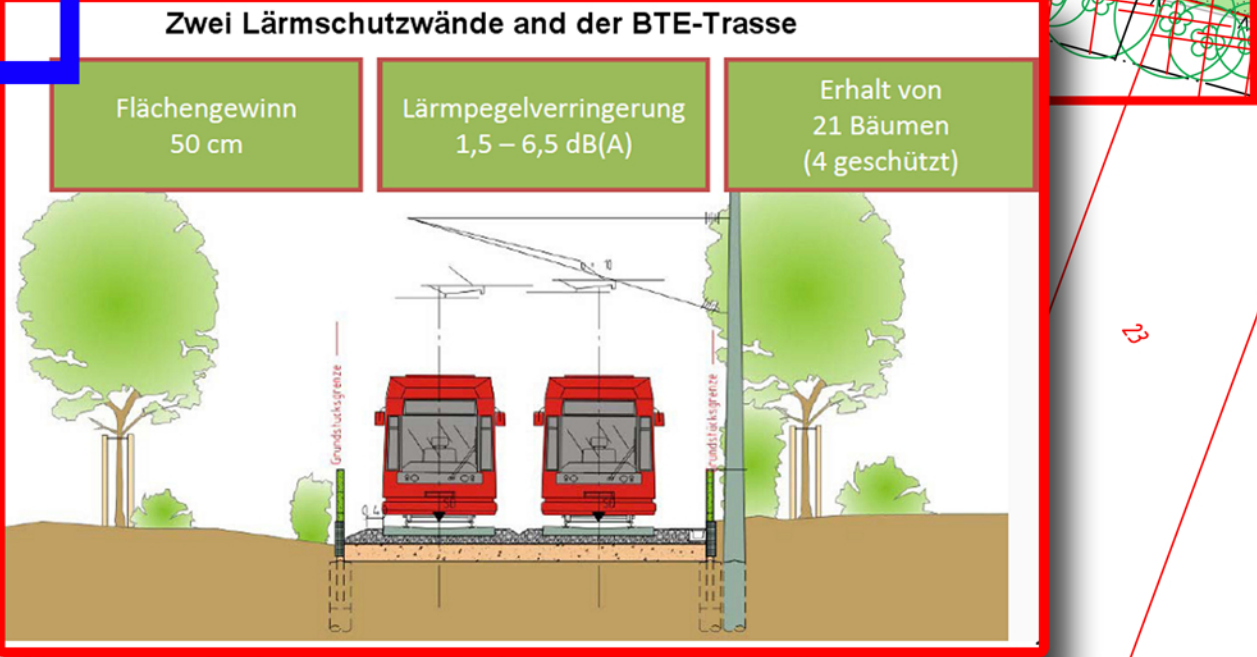 Zwei Lärmschutzwände and der BTE-Trasse
Flächengewinn
50 cm
Lärmpegelverringerung
1,5 – 6,5 dB(A)
Erhalt von
21 Bäumen
(4 geschützt)
Grundstücksgrenze
rundstücksgrenze
23